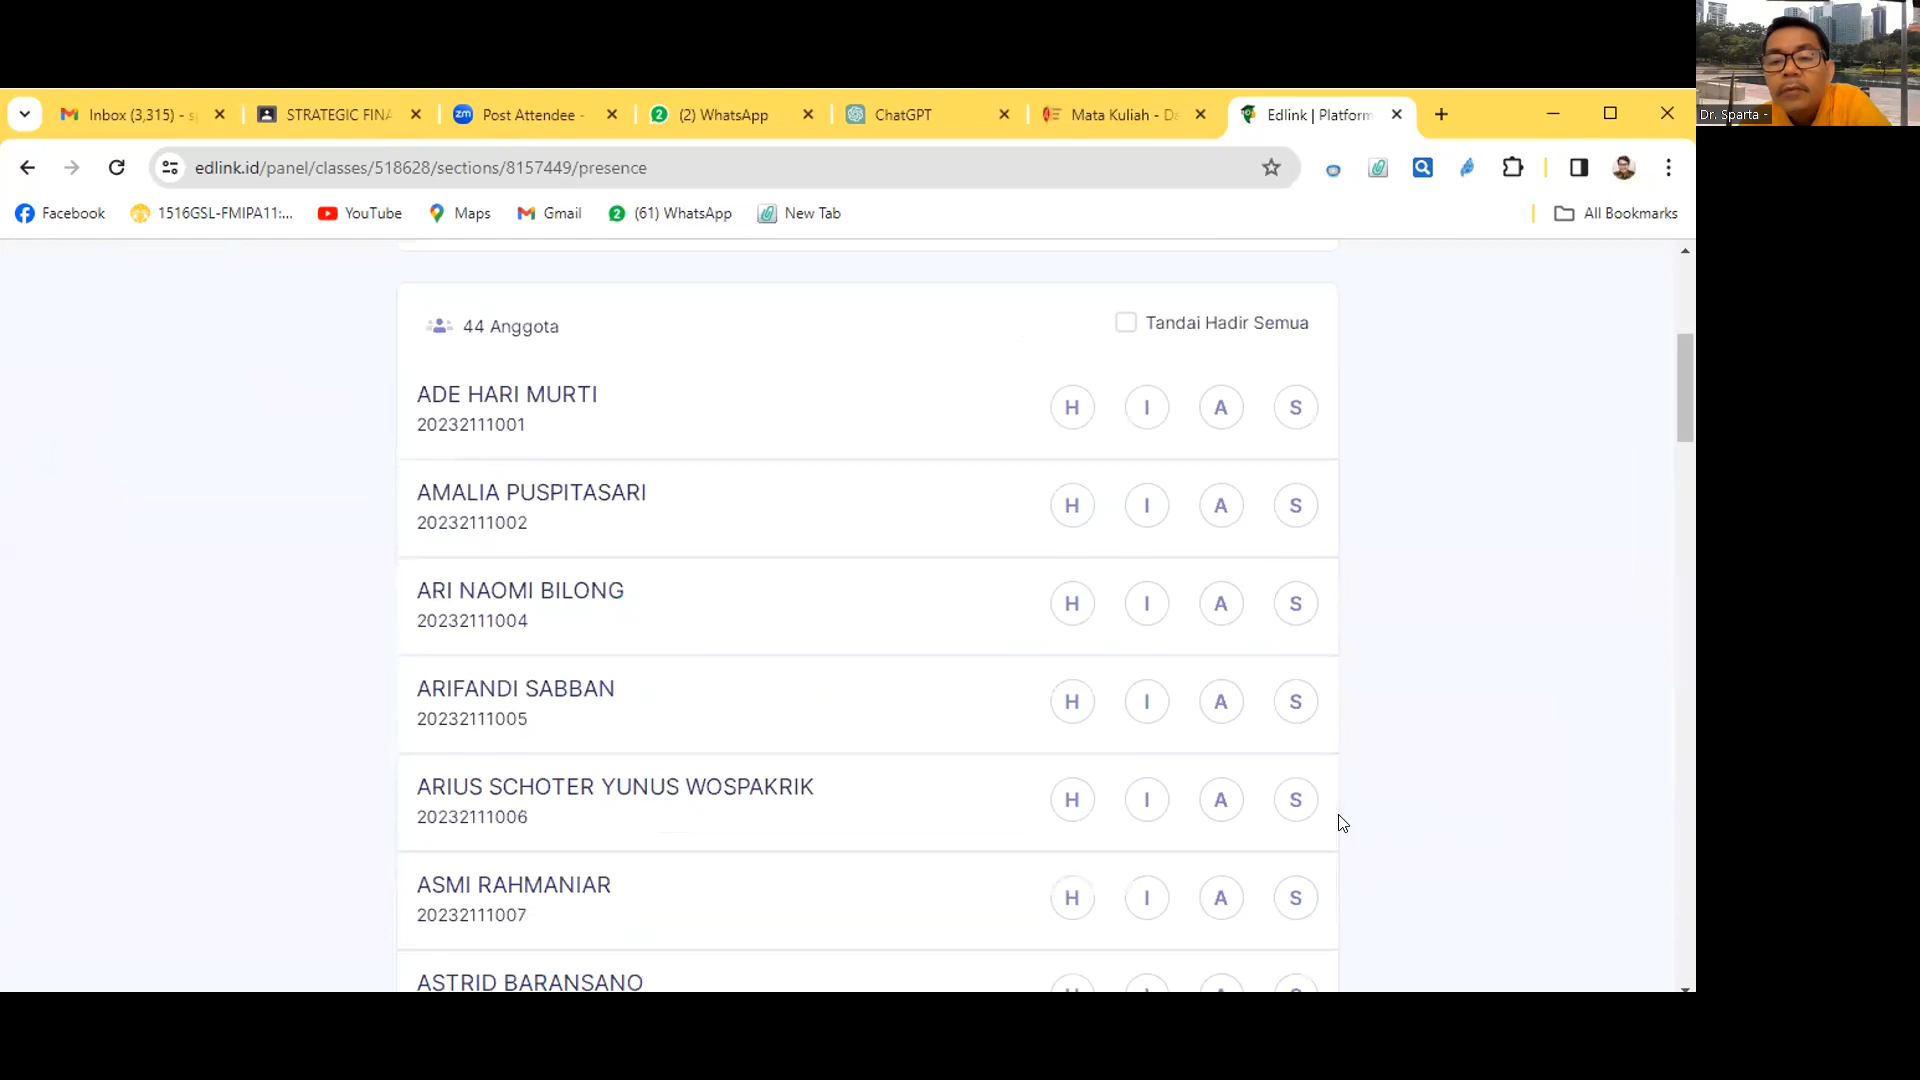 Inbox (3,315) - s
STRATEGIC FINA
Post Attendee -
(2) WhatsApp
ChatGPT
Mata Kuliah - Da
Edlink | Platform
Dr. Sparta -
edlink.id/panel/classes/518628/sections/8157449/presence
Facebook
1516GSL-FMIPA11:...
YouTube
Maps
Gmail
(61) WhatsApp
New Tab
All Bookmarks
44 Anggota
Tandai Hadir Semua
ADE HARI MURTI
20232111001
H I A S
AMALIA PUSPITASARI
20232111002
H I A S
ARI NAOMI BILONG
20232111004
H I A S
ARIFANDI SABBAN
20232111005
H I A S
ARIUS SCHOTER YUNUS WOSPAKRIK
20232111006
H I A S
ASMI RAHMANIAR
20232111007
H I A S
ASTRID BARANSANO